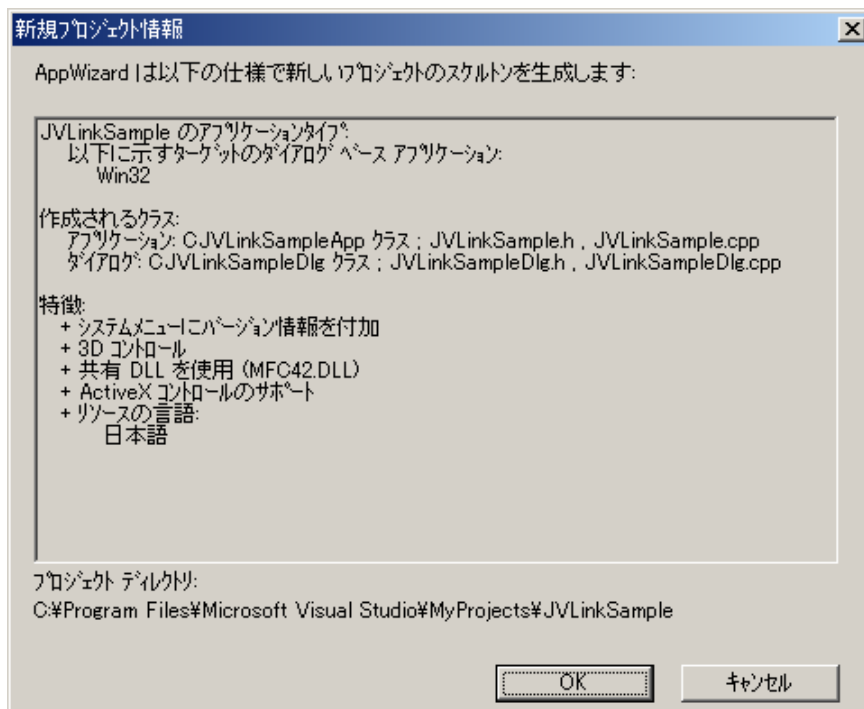 新規ﾌﾟﾛｼﾞｪｸﾄ情報
AppWizard は以下の仕様で新しいﾌﾟﾛｼﾞｪｸﾄのｽｹﾙﾄﾝを生成します:
JVLinkSample のｱﾌﾟﾘｹｰｼｮﾝﾀｲﾌﾟ:
以下に示すﾀｰｹﾞｯﾄのﾀﾞｲｱﾛｸﾞ ﾍﾞｰｽ ｱﾌﾟﾘｹｰｼｮﾝ:
Win32
作成されるｸﾗｽ:
ｱﾌﾟﾘｹｰｼｮﾝ: CJVLinkSampleApp ｸﾗｽ ; JVLinkSample.h , JVLinkSample.cpp
ﾀﾞｲｱﾛｸﾞ: CJVLinkSampleDlg ｸﾗｽ ; JVLinkSampleDlg.h , JVLinkSampleDlg.cpp
特徴:
+ ｼｽﾃﾑﾒﾆｭｰにﾊﾞｰｼﾞｮﾝ情報を付加
+ 3D ｺﾝﾄﾛｰﾙ
+ 共有 DLL を使用 (MFC42.DLL)
+ ActiveX ｺﾝﾄﾛｰﾙのｻﾎﾟｰﾄ
+ ﾘｿｰｽの言語:
日本語
ﾌﾟﾛｼﾞｪｸﾄ ﾃﾞｨﾚｸﾄﾘ:
C:¥Program Files¥Microsoft Visual Studio¥MyProjects¥JVLinkSample
OK ｷｬﾝｾﾙ